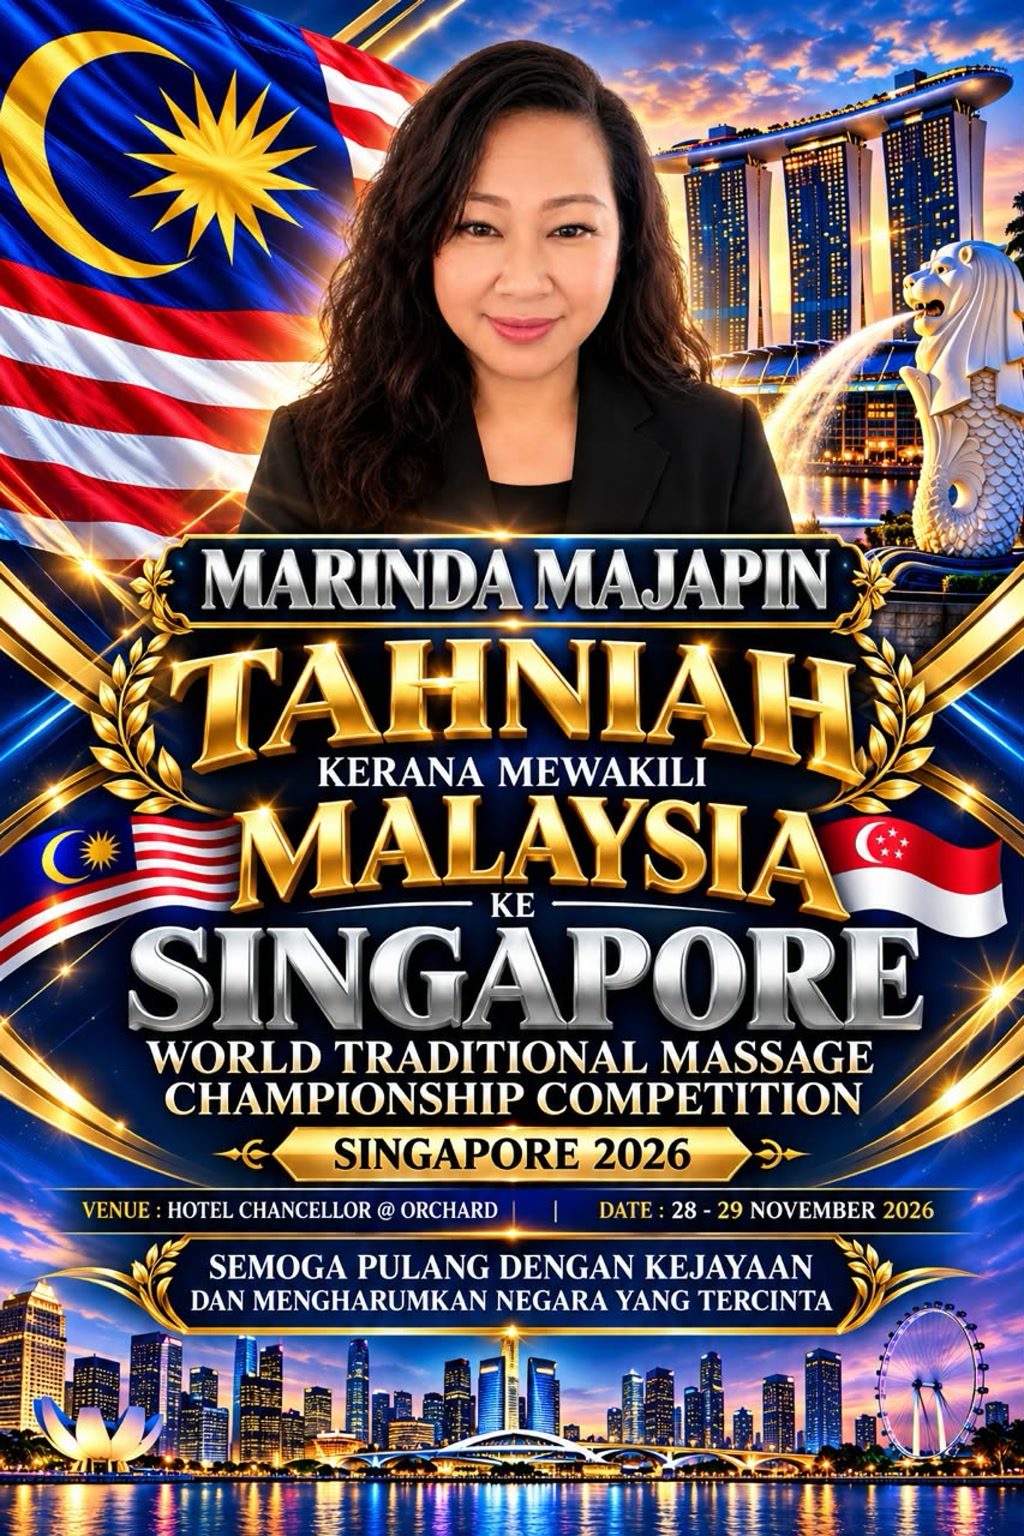 MARINDA MAJAPIN
TAHNIAH
KERANA MEWAKILI
MALAYSIA
KE
SINGAPORE
WORLD TRADITIONAL MASSAGE
CHAMPIONSHIP COMPETITION
SINGAPORE 2026
VENUE : HOTEL CHANCELLOR @ ORCHARD | | DATE : 28 - 29 NOVEMBER 2026
SEMOGA PULANG DENGAN KEJAYAAN
DAN MENGHARUMKAN NEGARA YANG TERCINTA